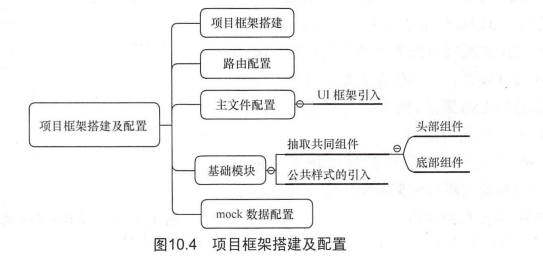 项目框架搭建
路由配置
主文件配置
UI 框架引入
项目框架搭建及配置
头部组件
抽取共同组件
底部组件
基础模块
公共样式的引入
mock 数据配置
图10.4 项目框架搭建及配置